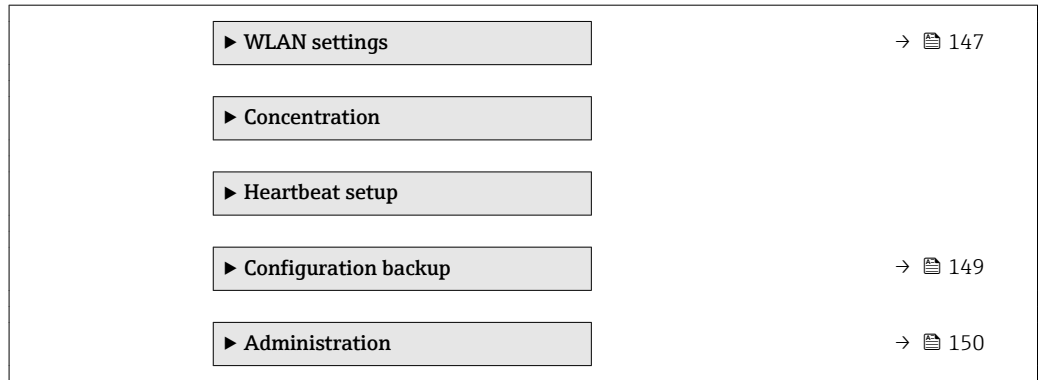 ▶ WLAN settings → 147
▶ Concentration
▶ Heartbeat setup
▶ Configuration backup → 149
▶ Administration → 150